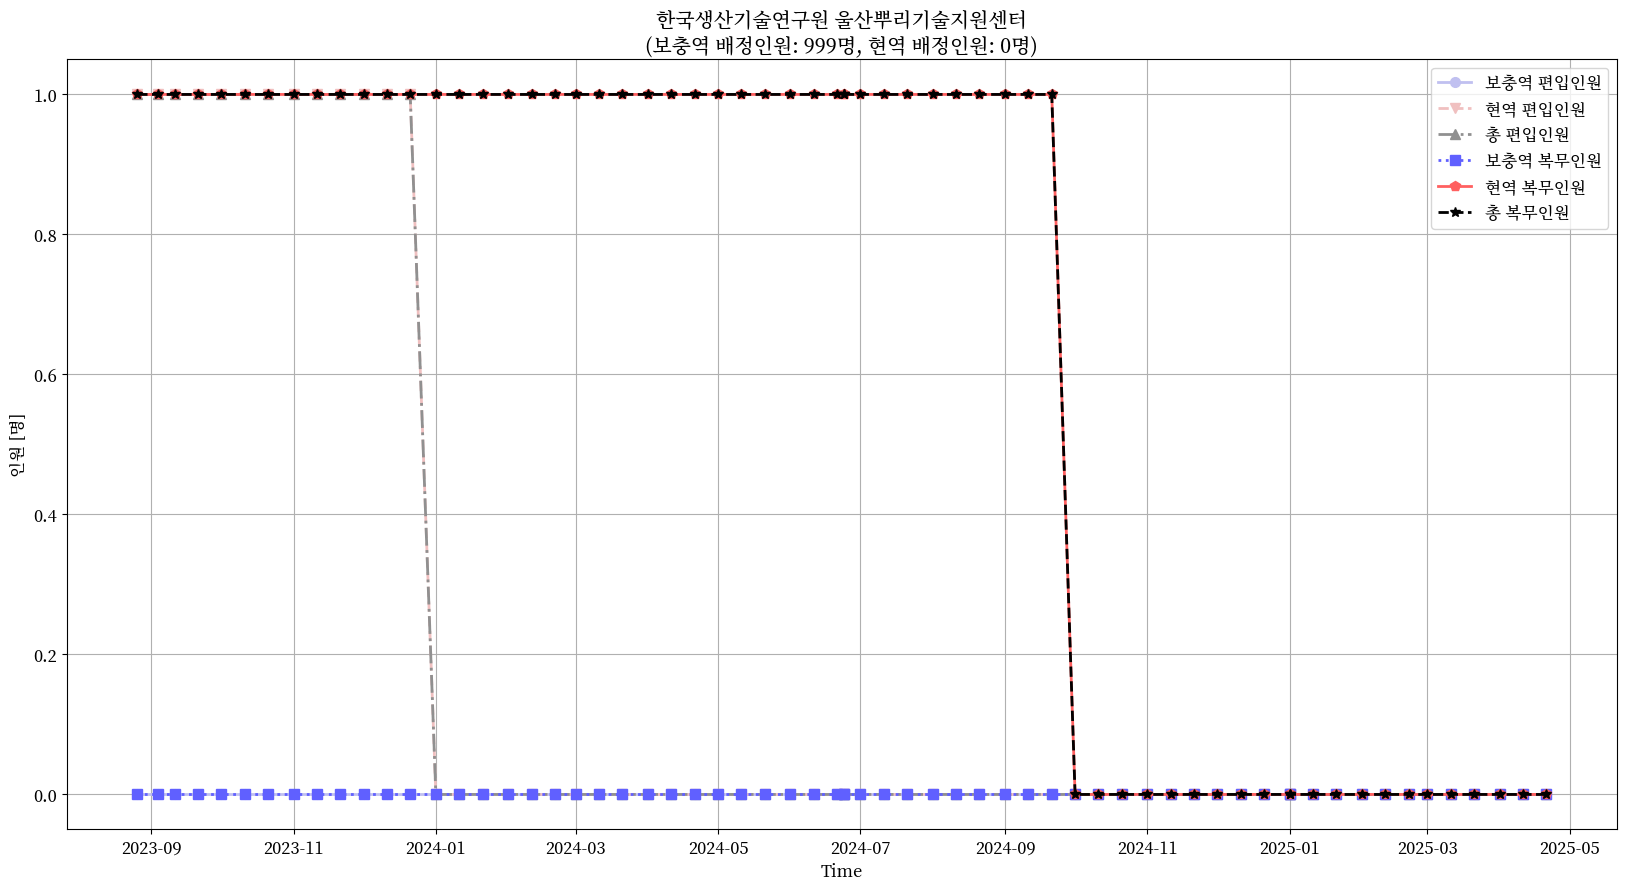 한국생산기술연구원 울산뿌리기술지원센터
(보충역 배정인원: 999명, 현역 배정인원: 0명)
보충역 편입인원
현역 편입인원
총 편입인원
보충역 복무인원
현역 복무인원
총 복무인원
인원 [명]
1.0
0.8
0.6
0.4
0.2
0.0
2023-09 2023-11 2024-01 2024-03 2024-05 2024-07 2024-09 2024-11 2025-01 2025-03 2025-05
Time